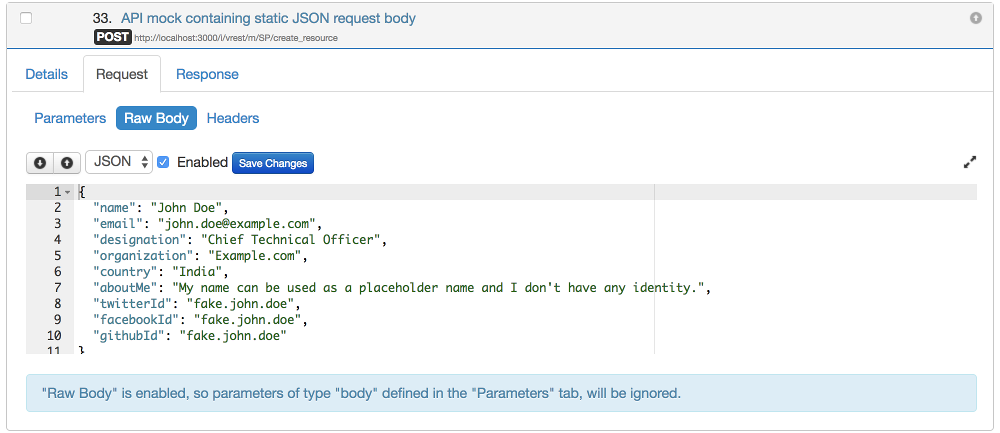 33. API mock containing static JSON request body
POST http://localhost:3000/i/vrest/m/SP/create_resource
Details Request Response
Parameters Raw Body Headers
JSON Enabled Save Changes
1 {
2 "name": "John Doe",
3 "email": "john.doe@example.com",
4 "designation": "Chief Technical Officer",
5 "organization": "Example.com",
6 "country": "India",
7 "aboutMe": "My name can be used as a placeholder name and I don't have any identity.",
8 "twitterId": "fake.john.doe",
9 "facebookId": "fake.john.doe",
10 "githubId": "fake.john.doe"
11 }
"Raw Body" is enabled, so parameters of type "body" defined in the "Parameters" tab, will be ignored.